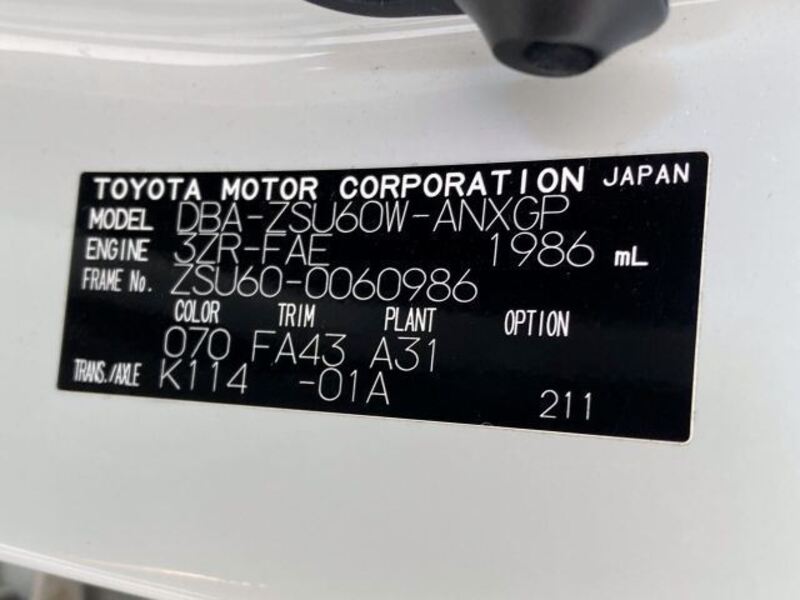 TOYOTA MOTOR CORPORATION JAPAN
MODEL DBA-ZSU60W-ANXGP
ENGINE 3ZR-FAE 1986 mL
FRAME No. ZSU60-0060986
COLOR TRIM PLANT OPTION
070 FA43 A31
TRANS./AXLE K114 -01A
211